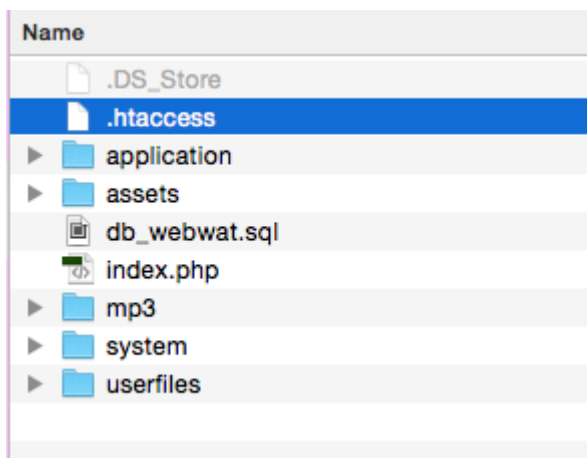 Name
.DS_Store
.htaccess
application
assets
db_webwat.sql
index.php
mp3
system
userfiles